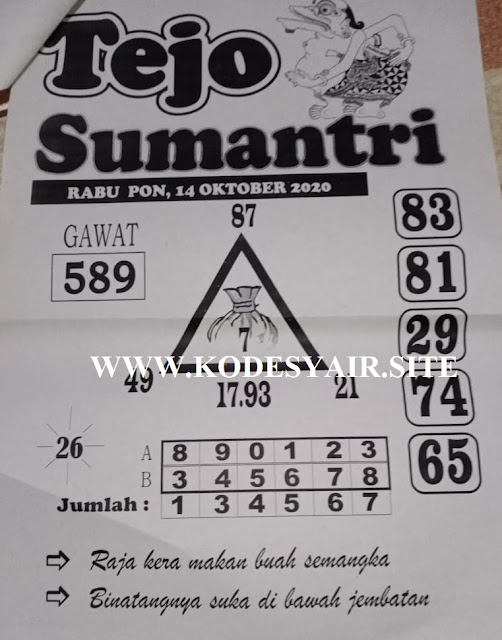 Tejo
Sumantri
RABU PON, 14 OKTOBER 2020
87
83
GAWAT
589
81
7
29
WWW.KODESYAIR.SITE
49
17.93
21
74
26
65
A 8 9 0 1 2 3
B 3 4 5 6 7 8
Jumlah : 1 3 4 5 6 7
⇨ Raja kera makan buah semangka
⇨ Binatangnya suka di bawah jembatan